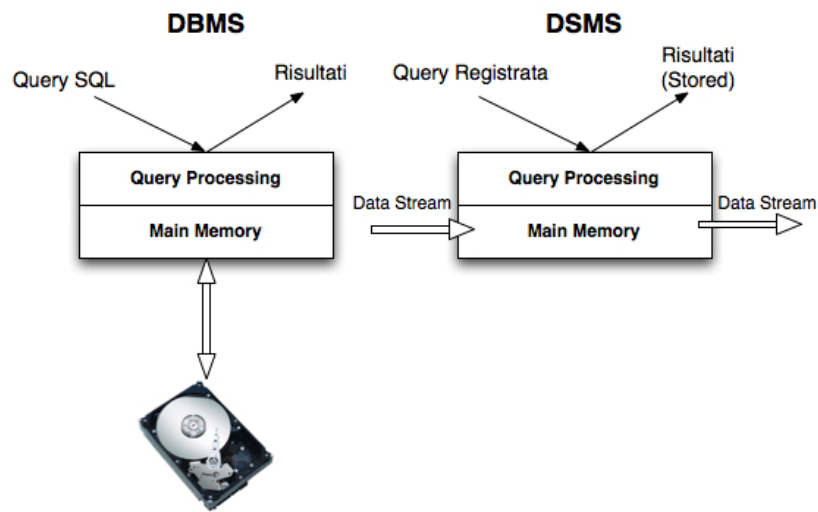 DBMS
Query SQL
Risultati
Query Processing
Main Memory
DSMS
Query Registrata
Risultati
(Stored)
Query Processing
Data Stream
Main Memory
Data Stream